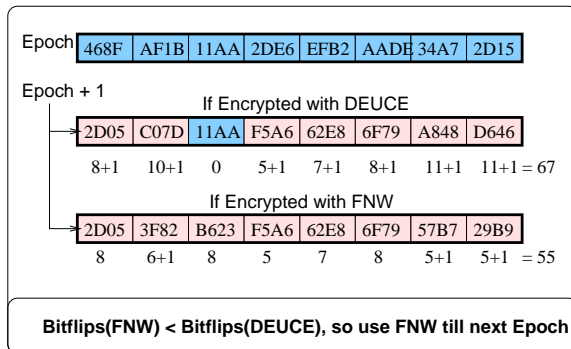 Epoch 468F AF1B 11AA 2DE6 EFB2 AADE 34A7 2D15
Epoch + 1
If Encrypted with DEUCE
2D05 C07D 11AA F5A6 62E8 6F79 A848 D646
8+1 10+1 0 5+1 7+1 8+1 11+1 11+1 = 67
If Encrypted with FNW
2D05 3F82 B623 F5A6 62E8 6F79 57B7 29B9
8 6+1 8 5 7 8 5+1 5+1 = 55
Bitflips(FNW) < Bitflips(DEUCE), so use FNW till next Epoch